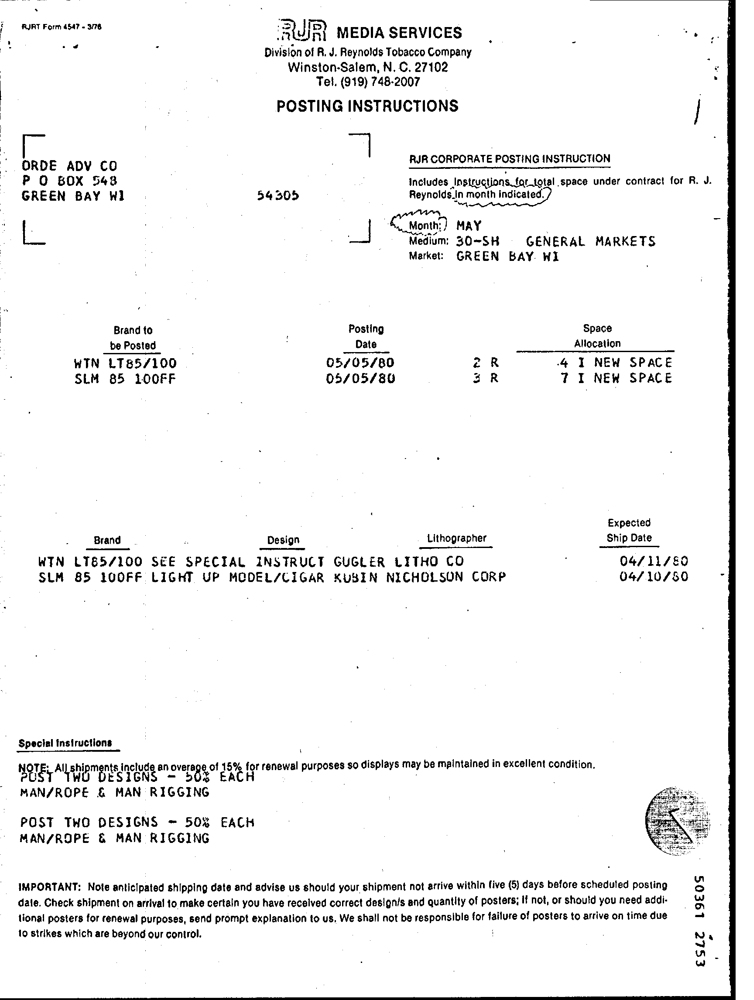 RJRT Form 4547 - 3/76
RJR MEDIA SERVICES
Division of R. J. Reynolds Tobacco Company
Winston-Salem, N. C. 27102
Tel. (919) 748-2007
POSTING INSTRUCTIONS
ORDE ADV CO
P O BOX 543
GREEN BAY WI 54305
RJR CORPORATE POSTING INSTRUCTION
Includes instructions for total space under contract for R. J.
Reynolds in month indicated.
Month: MAY
Medium: 30-SH GENERAL MARKETS
Market: GREEN BAY WI
Brand to Posting Space
be Posted Date Allocation
WTN LT85/100 05/05/80 2 R 4 I NEW SPACE
SLM 85 100FF 05/05/80 3 R 7 I NEW SPACE
Expected
Brand Design Lithographer Ship Date
WTN LT85/100 SEE SPECIAL INSTRUCT GUGLER LITHO CO 04/11/80
SLM 85 100FF LIGHT UP MODEL/CIGAR KUBIN NICHOLSON CORP 04/10/80
Special Instructions
NOTE: All shipments include an overage of 15% for renewal purposes so displays may be maintained in excellent condition.
POST TWO DESIGNS - 50% EACH
MAN/ROPE & MAN RIGGING
POST TWO DESIGNS - 50% EACH
MAN/ROPE & MAN RIGGING
IMPORTANT: Note anticipated shipping date and advise us should your shipment not arrive within five (5) days before scheduled posting
date. Check shipment on arrival to make certain you have received correct design/s and quantity of posters; if not, or should you need addi-
tional posters for renewal purposes, send prompt explanation to us. We shall not be responsible for failure of posters to arrive on time due
to strikes which are beyond our control.
50361 2753